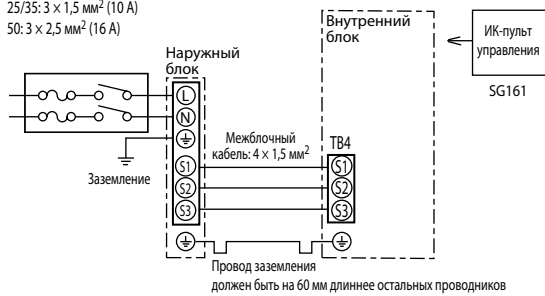 25/35: 3 × 1,5 мм² (10 А)
50: 3 × 2,5 мм² (16 А)
Внутренний
блок
ИК-пульт
управления
SG161
Наружный
блок
L
N
Межблочный
кабель: 4 × 1,5 мм²
TB4
Заземление
S1
S1
S2
S2
S3
S3
Провод заземления
должен быть на 60 мм длиннее остальных проводников